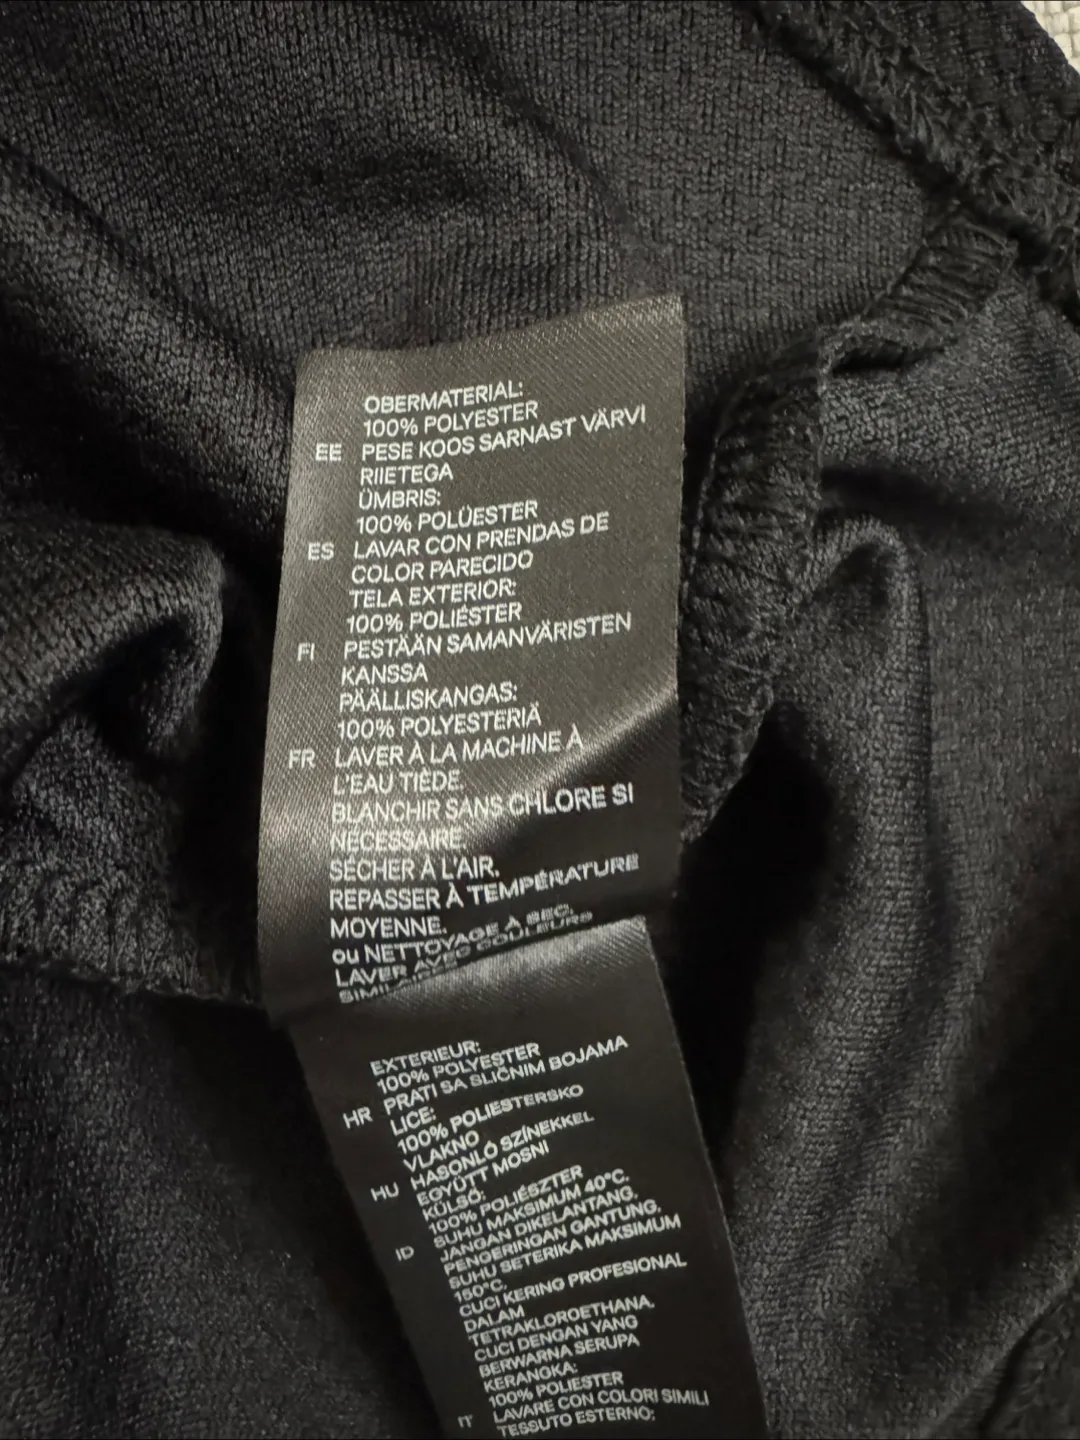 OBERMATERIAL:
100% POLYESTER
EE PESE KOOS SARNAST VÄRVI
RIIETEGA
ÜMBRIS:
100% POLÜESTER
ES LAVAR CON PRENDAS DE
COLOR PARECIDO
TELA EXTERIOR:
100% POLIÉSTER
FI PESTÄÄN SAMANVÄRISTEN
KANSSA
PÄÄLLISKANGAS:
100% POLYESTERIÄ
FR LAVER À LA MACHINE À
L'EAU TIÈDE.
BLANCHIR SANS CHLORE SI
NÉCESSAIRE.
SÉCHER À L'AIR.
REPASSER À TEMPÉRATURE
MOYENNE.
ou NETTOYAGE À SEC.
LAVER AVEC COULEURS
EXTERIEUR:
100% POLYESTER
HR PRATI SA SLIČNIM BOJAMA
LICE:
100% POLIESTERSKO
VLAKNO
HU HASONLÓ SZÍNEKKEL
EGYÜTT MOSNI
KÜLSŐ:
100% POLIÉSZTER
ID SUHU MAKSIMUM 40°C.
JANGAN DIKELANTANG.
PENGERINGAN GANTUNG.
SUHU SETERIKA MAKSIMUM
150°C.
CUCI KERING PROFESIONAL
DALAM
TETRAKLOROETHANA.
CUCI DENGAN YANG
BERWARNA SERUPA
KERANGKA:
100% POLIESTER
IT LAVARE CON COLORI SIMILI
TESSUTO ESTERNO: